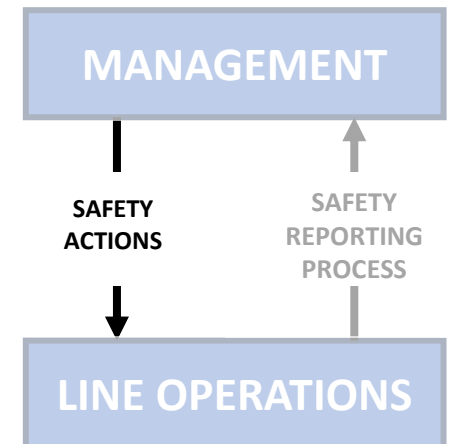 MANAGEMENT
SAFETY
ACTIONS
SAFETY
REPORTING
PROCESS
LINE OPERATIONS